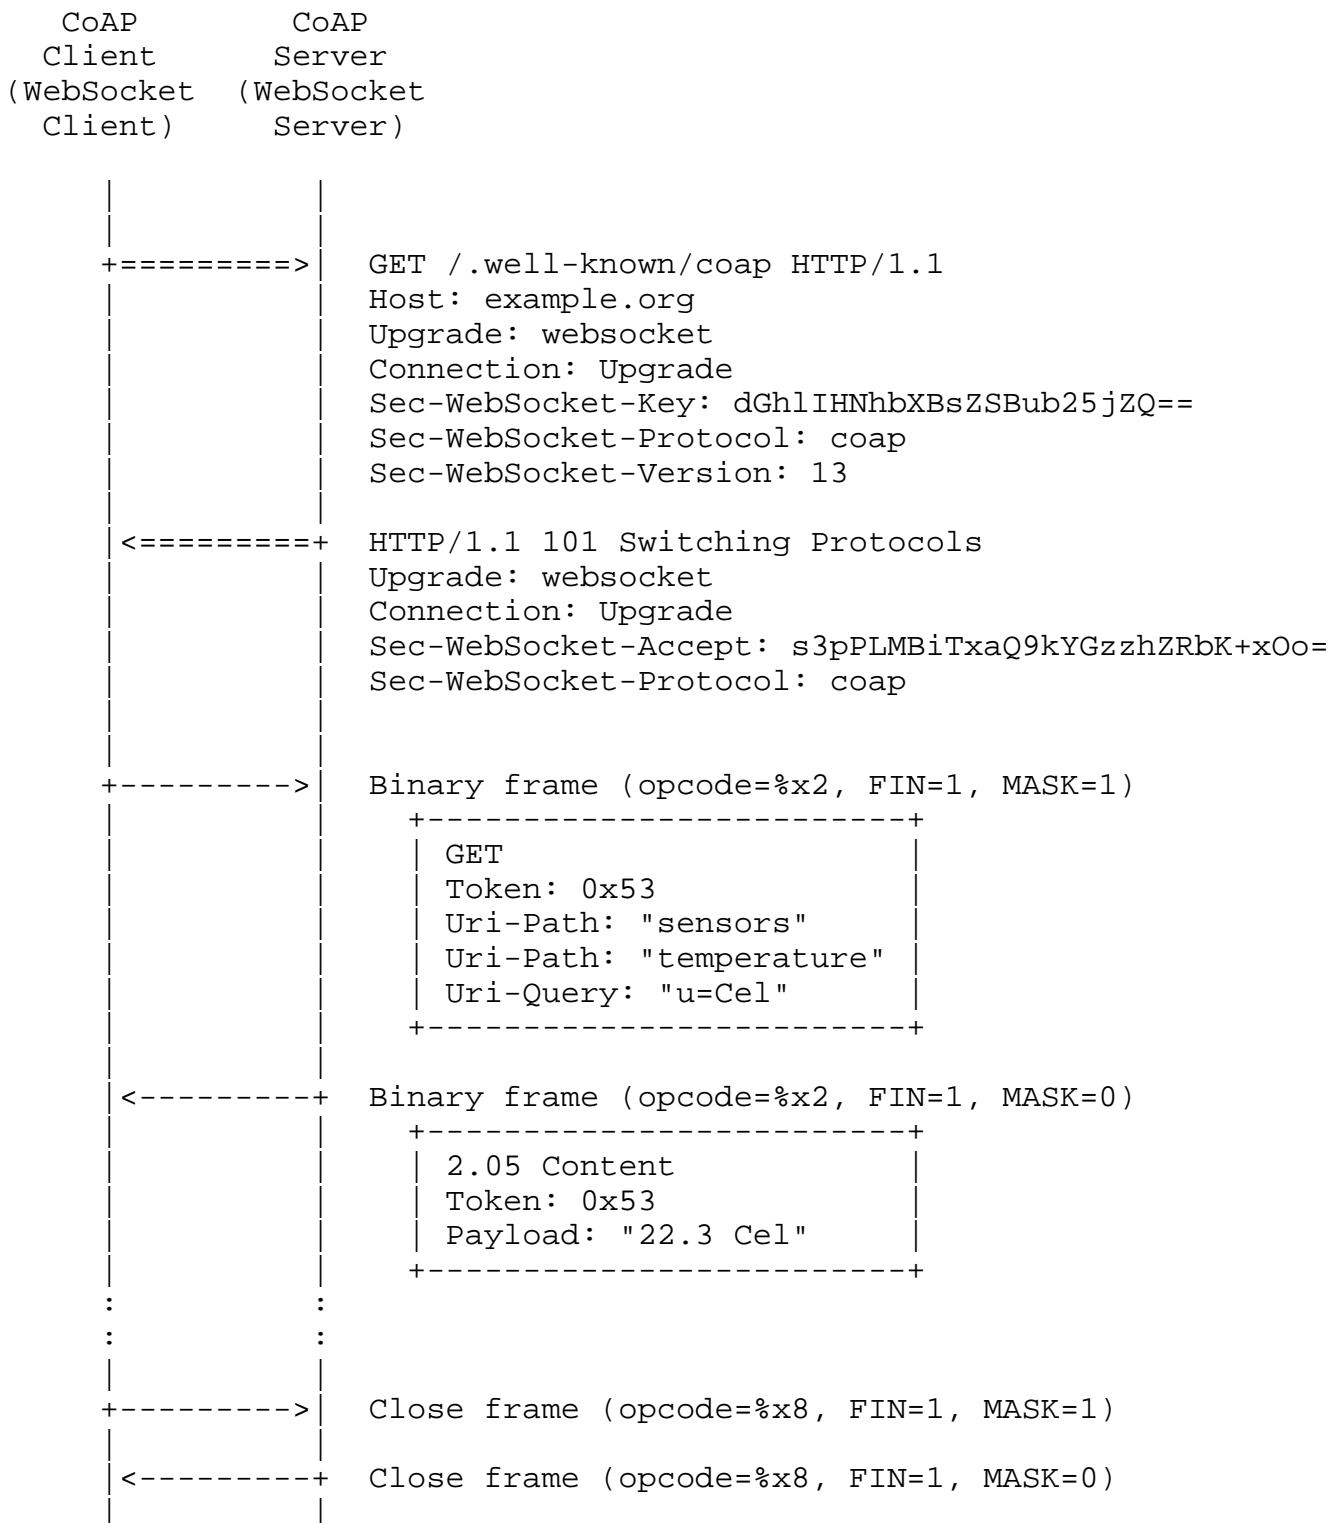 CoAP CoAP
Client Server
(WebSocket (WebSocket
Client) Server)
GET /.well-known/coap HTTP/1.1
Host: example.org
Upgrade: websocket
Connection: Upgrade
Sec-WebSocket-Key: dGhlIHNhbXBsZSBub25jZQ==
Sec-WebSocket-Protocol: coap
Sec-WebSocket-Version: 13
HTTP/1.1 101 Switching Protocols
Upgrade: websocket
Connection: Upgrade
Sec-WebSocket-Accept: s3pPLMBiTxaQ9kYGzzhZRbK+xOo=
Sec-WebSocket-Protocol: coap
Binary frame (opcode=%x2, FIN=1, MASK=1)
GET
Token: 0x53
Uri-Path: "sensors"
Uri-Path: "temperature"
Uri-Query: "u=Cel"
Binary frame (opcode=%x2, FIN=1, MASK=0)
2.05 Content
Token: 0x53
Payload: "22.3 Cel"
Close frame (opcode=%x8, FIN=1, MASK=1)
Close frame (opcode=%x8, FIN=1, MASK=0)